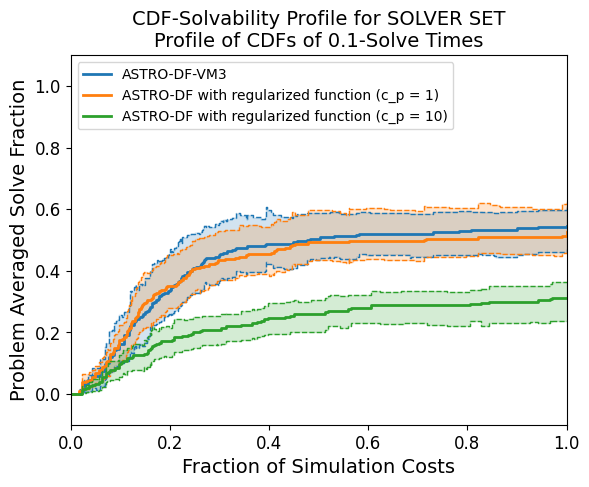 CDF-Solvability Profile for SOLVER SET
Profile of CDFs of 0.1-Solve Times
ASTRO-DF-VM3
ASTRO-DF with regularized function (c_p = 1)
ASTRO-DF with regularized function (c_p = 10)
Problem Averaged Solve Fraction
1.0
0.8
0.6
0.4
0.2
0.0
0.0 0.2 0.4 0.6 0.8 1.0
Fraction of Simulation Costs